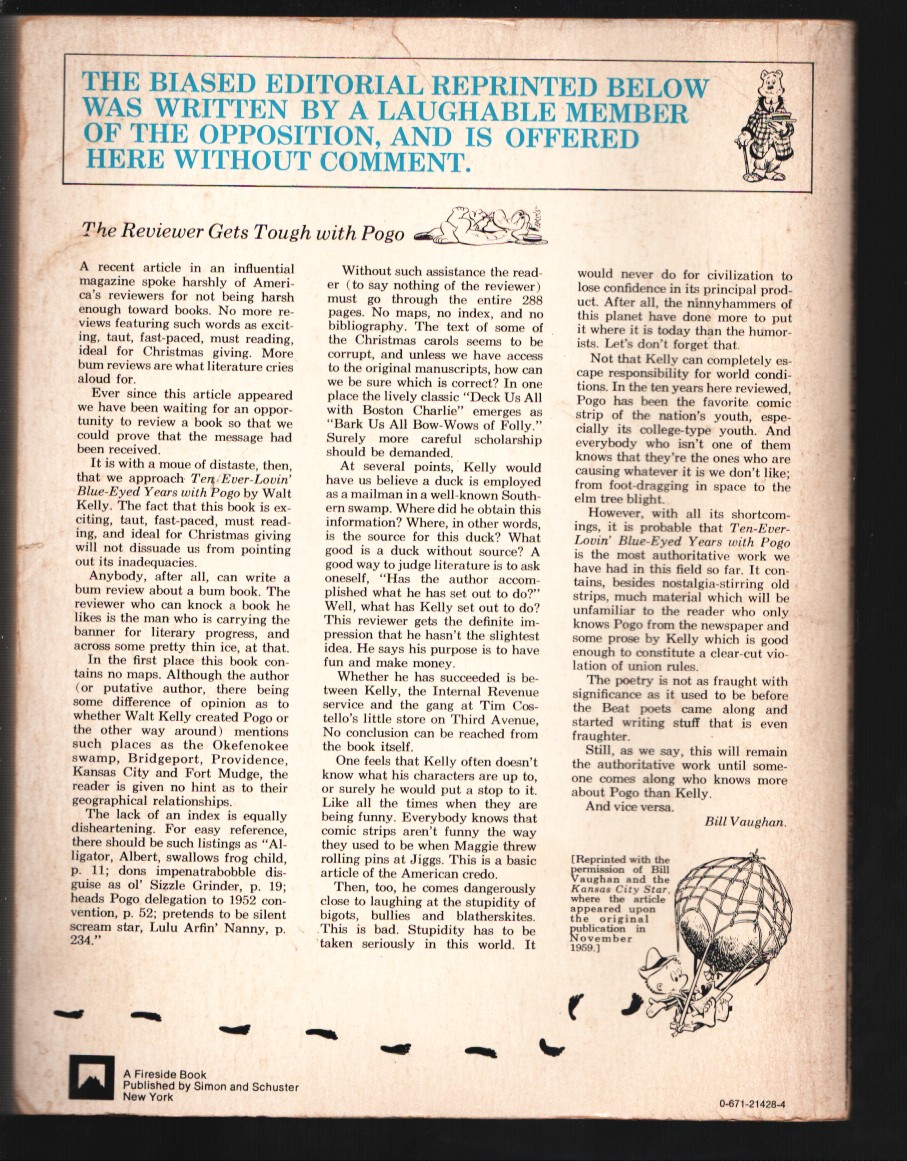 THE BIASED EDITORIAL REPRINTED BELOW
WAS WRITTEN BY A LAUGHABLE MEMBER
OF THE OPPOSITION, AND IS OFFERED
HERE WITHOUT COMMENT.
The Reviewer Gets Tough with Pogo
A recent article in an influential
magazine spoke harshly of Ameri-
ca's reviewers for not being harsh
enough toward books. No more re-
views featuring such words as excit-
ing, taut, fast-paced, must reading,
ideal for Christmas giving. More
bum reviews are what literature cries
aloud for.
Ever since this article appeared
we have been waiting for an oppor-
tunity to review a book so that we
could prove that the message had
been received.
It is with a moue of distaste, then,
that we approach Ten Ever-Lovin'
Blue-Eyed Years with Pogo by Walt
Kelly. The fact that this book is ex-
citing, taut, fast-paced, must read-
ing, and ideal for Christmas giving
will not dissuade us from pointing
out its inadequacies.
Anybody, after all, can write a
bum review about a bum book. The
reviewer who can knock a book he
likes is the man who is carrying the
banner for literary progress, and
across some pretty thin ice, at that.
In the first place this book con-
tains no maps. Although the author
(or putative author, there being
some difference of opinion as to
whether Walt Kelly created Pogo or
the other way around) mentions
such places as the Okefenokee
swamp, Bridgeport, Providence,
Kansas City and Fort Mudge, the
reader is given no hint as to their
geographical relationships.
The lack of an index is equally
disheartening. For easy reference,
there should be such listings as "Al-
ligator, Albert, swallows frog child,
p. 11; dons impenatrabobble dis-
guise as ol' Sizzle Grinder, p. 19;
heads Pogo delegation to 1952 con-
vention, p. 52; pretends to be silent
scream star, Lulu Arfin' Nanny, p.
234."
Without such assistance the read-
er (to say nothing of the reviewer)
must go through the entire 288
pages. No maps, no index, and no
bibliography. The text of some of
the Christmas carols seems to be
corrupt, and unless we have access
to the original manuscripts, how can
we be sure which is correct? In one
place the lively classic "Deck Us All
with Boston Charlie" emerges as
"Bark Us All Bow-Wows of Folly."
Surely more careful scholarship
should be demanded.
At several points, Kelly would
have us believe a duck is employed
as a mailman in a well-known South-
ern swamp. Where did he obtain this
information? Where, in other words,
is the source for this duck? What
good is a duck without source? A
good way to judge literature is to ask
oneself, "Has the author accom-
plished what he has set out to do?"
Well, what has Kelly set out to do?
This reviewer gets the definite im-
pression that he hasn't the slightest
idea. He says his purpose is to have
fun and make money.
Whether he has succeeded is be-
tween Kelly, the Internal Revenue
service and the gang at Tim Cos-
tello's little store on Third Avenue,
No conclusion can be reached from
the book itself.
One feels that Kelly often doesn't
know what his characters are up to,
or surely he would put a stop to it.
Like all the times when they are
being funny. Everybody knows that
comic strips aren't funny the way
they used to be when Maggie threw
rolling pins at Jiggs. This is a basic
article of the American credo.
Then, too, he comes dangerously
close to laughing at the stupidity of
bigots, bullies and blatherskites.
This is bad. Stupidity has to be
taken seriously in this world. It
would never do for civilization to
lose confidence in its principal prod-
uct. After all, the ninnyhammers of
this planet have done more to put
it where it is today than the humor-
ists. Let's don't forget that.
Not that Kelly can completely es-
cape responsibility for world condi-
tions. In the ten years here reviewed,
Pogo has been the favorite comic
strip of the nation's youth, espe-
cially its college-type youth. And
everybody who isn't one of them
knows that they're the ones who are
causing whatever it is we don't like;
from foot-dragging in space to the
elm tree blight.
However, with all its shortcom-
ings, it is probable that Ten-Ever-
Lovin' Blue-Eyed Years with Pogo
is the most authoritative work we
have had in this field so far. It con-
tains, besides nostalgia-stirring old
strips, much material which will be
unfamiliar to the reader who only
knows Pogo from the newspaper and
some prose by Kelly which is good
enough to constitute a clear-cut vio-
lation of union rules.
The poetry is not as fraught with
significance as it used to be before
the Beat poets came along and
started writing stuff that is even
fraughter.
Still, as we say, this will remain
the authoritative work until some-
one comes along who knows more
about Pogo than Kelly.
And vice versa.
Bill Vaughan.
[Reprinted with the
permission of Bill
Vaughan and the
Kansas City Star,
where the article
appeared upon
the original
publication in
November
1959.]
A Fireside Book
Published by Simon and Schuster
New York
0-671-21428-4